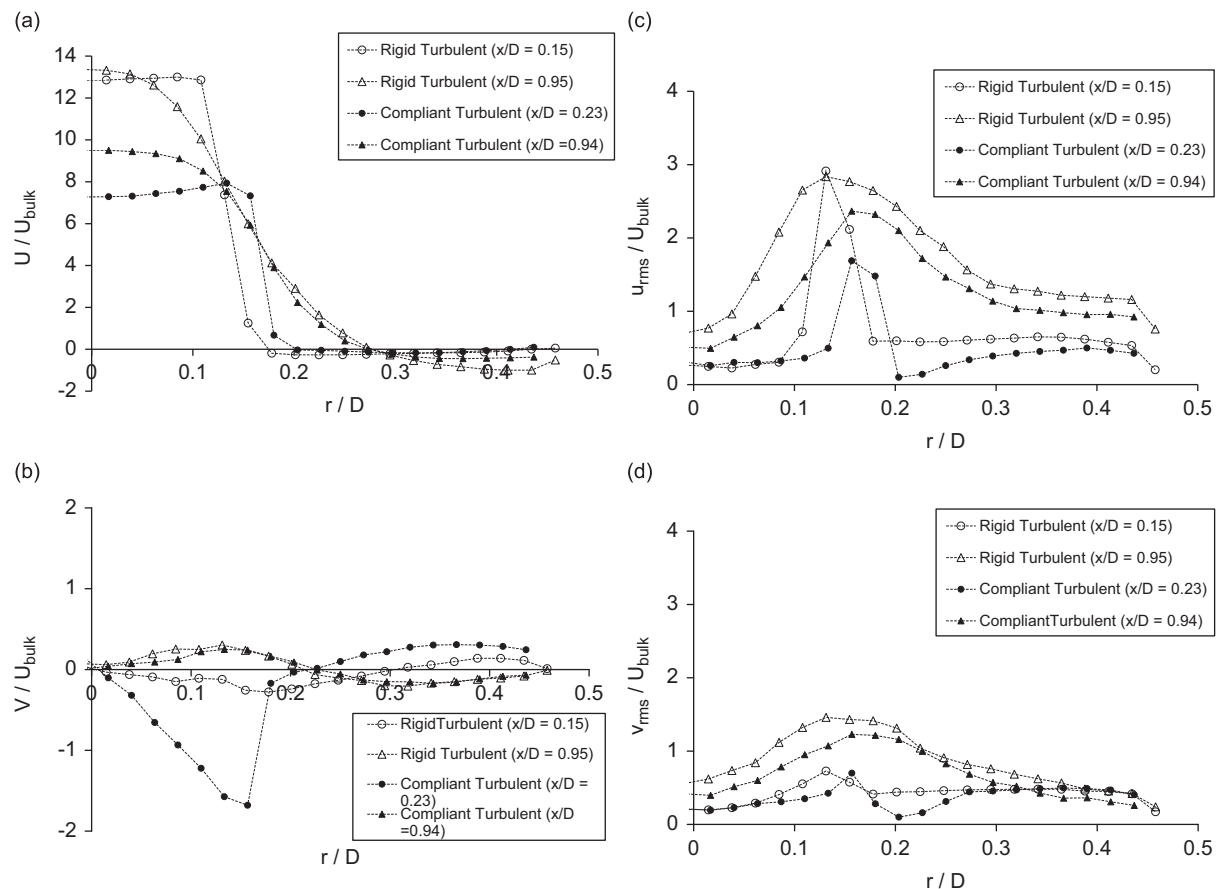 (a)
Rigid Turbulent (x/D = 0.15)
Rigid Turbulent (x/D = 0.95)
Compliant Turbulent (x/D = 0.23)
Compliant Turbulent (x/D =0.94)
14
12
10
8
6
4
2
0
-2
0
0.1
0.2
0.3
0.4
0.5
U / Ubulk
r / D
(c)
Rigid Turbulent (x/D = 0.15)
Rigid Turbulent (x/D = 0.95)
Compliant Turbulent (x/D = 0.23)
Compliant Turbulent (x/D = 0.94)
4
3
2
1
0
0
0.1
0.2
0.3
0.4
0.5
urms / Ubulk
r / D
(b)
2
1
0
-1
-2
0
0.1
0.2
0.3
0.4
0.5
V / Ubulk
RigidTurbulent (x/D = 0.15)
Rigid Turbulent (x/D = 0.95)
Compliant Turbulent (x/D =
0.23)
Compliant Turbulent (x/D
=0.94)
r / D
(d)
Rigid Turbulent (x/D = 0.15)
Rigid Turbulent (x/D = 0.95)
Compliant Turbulent (x/D = 0.23)
CompliantTurbulent (x/D = 0.94)
4
3
2
1
0
0
0.1
0.2
0.3
0.4
0.5
vrms / Ubulk
r / D